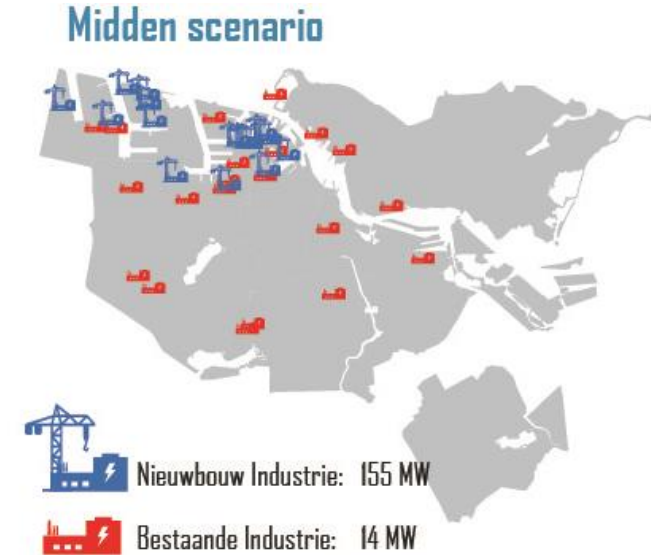 Midden scenario
Nieuwbouw Industrie: 155 MW
Bestaande Industrie: 14 MW